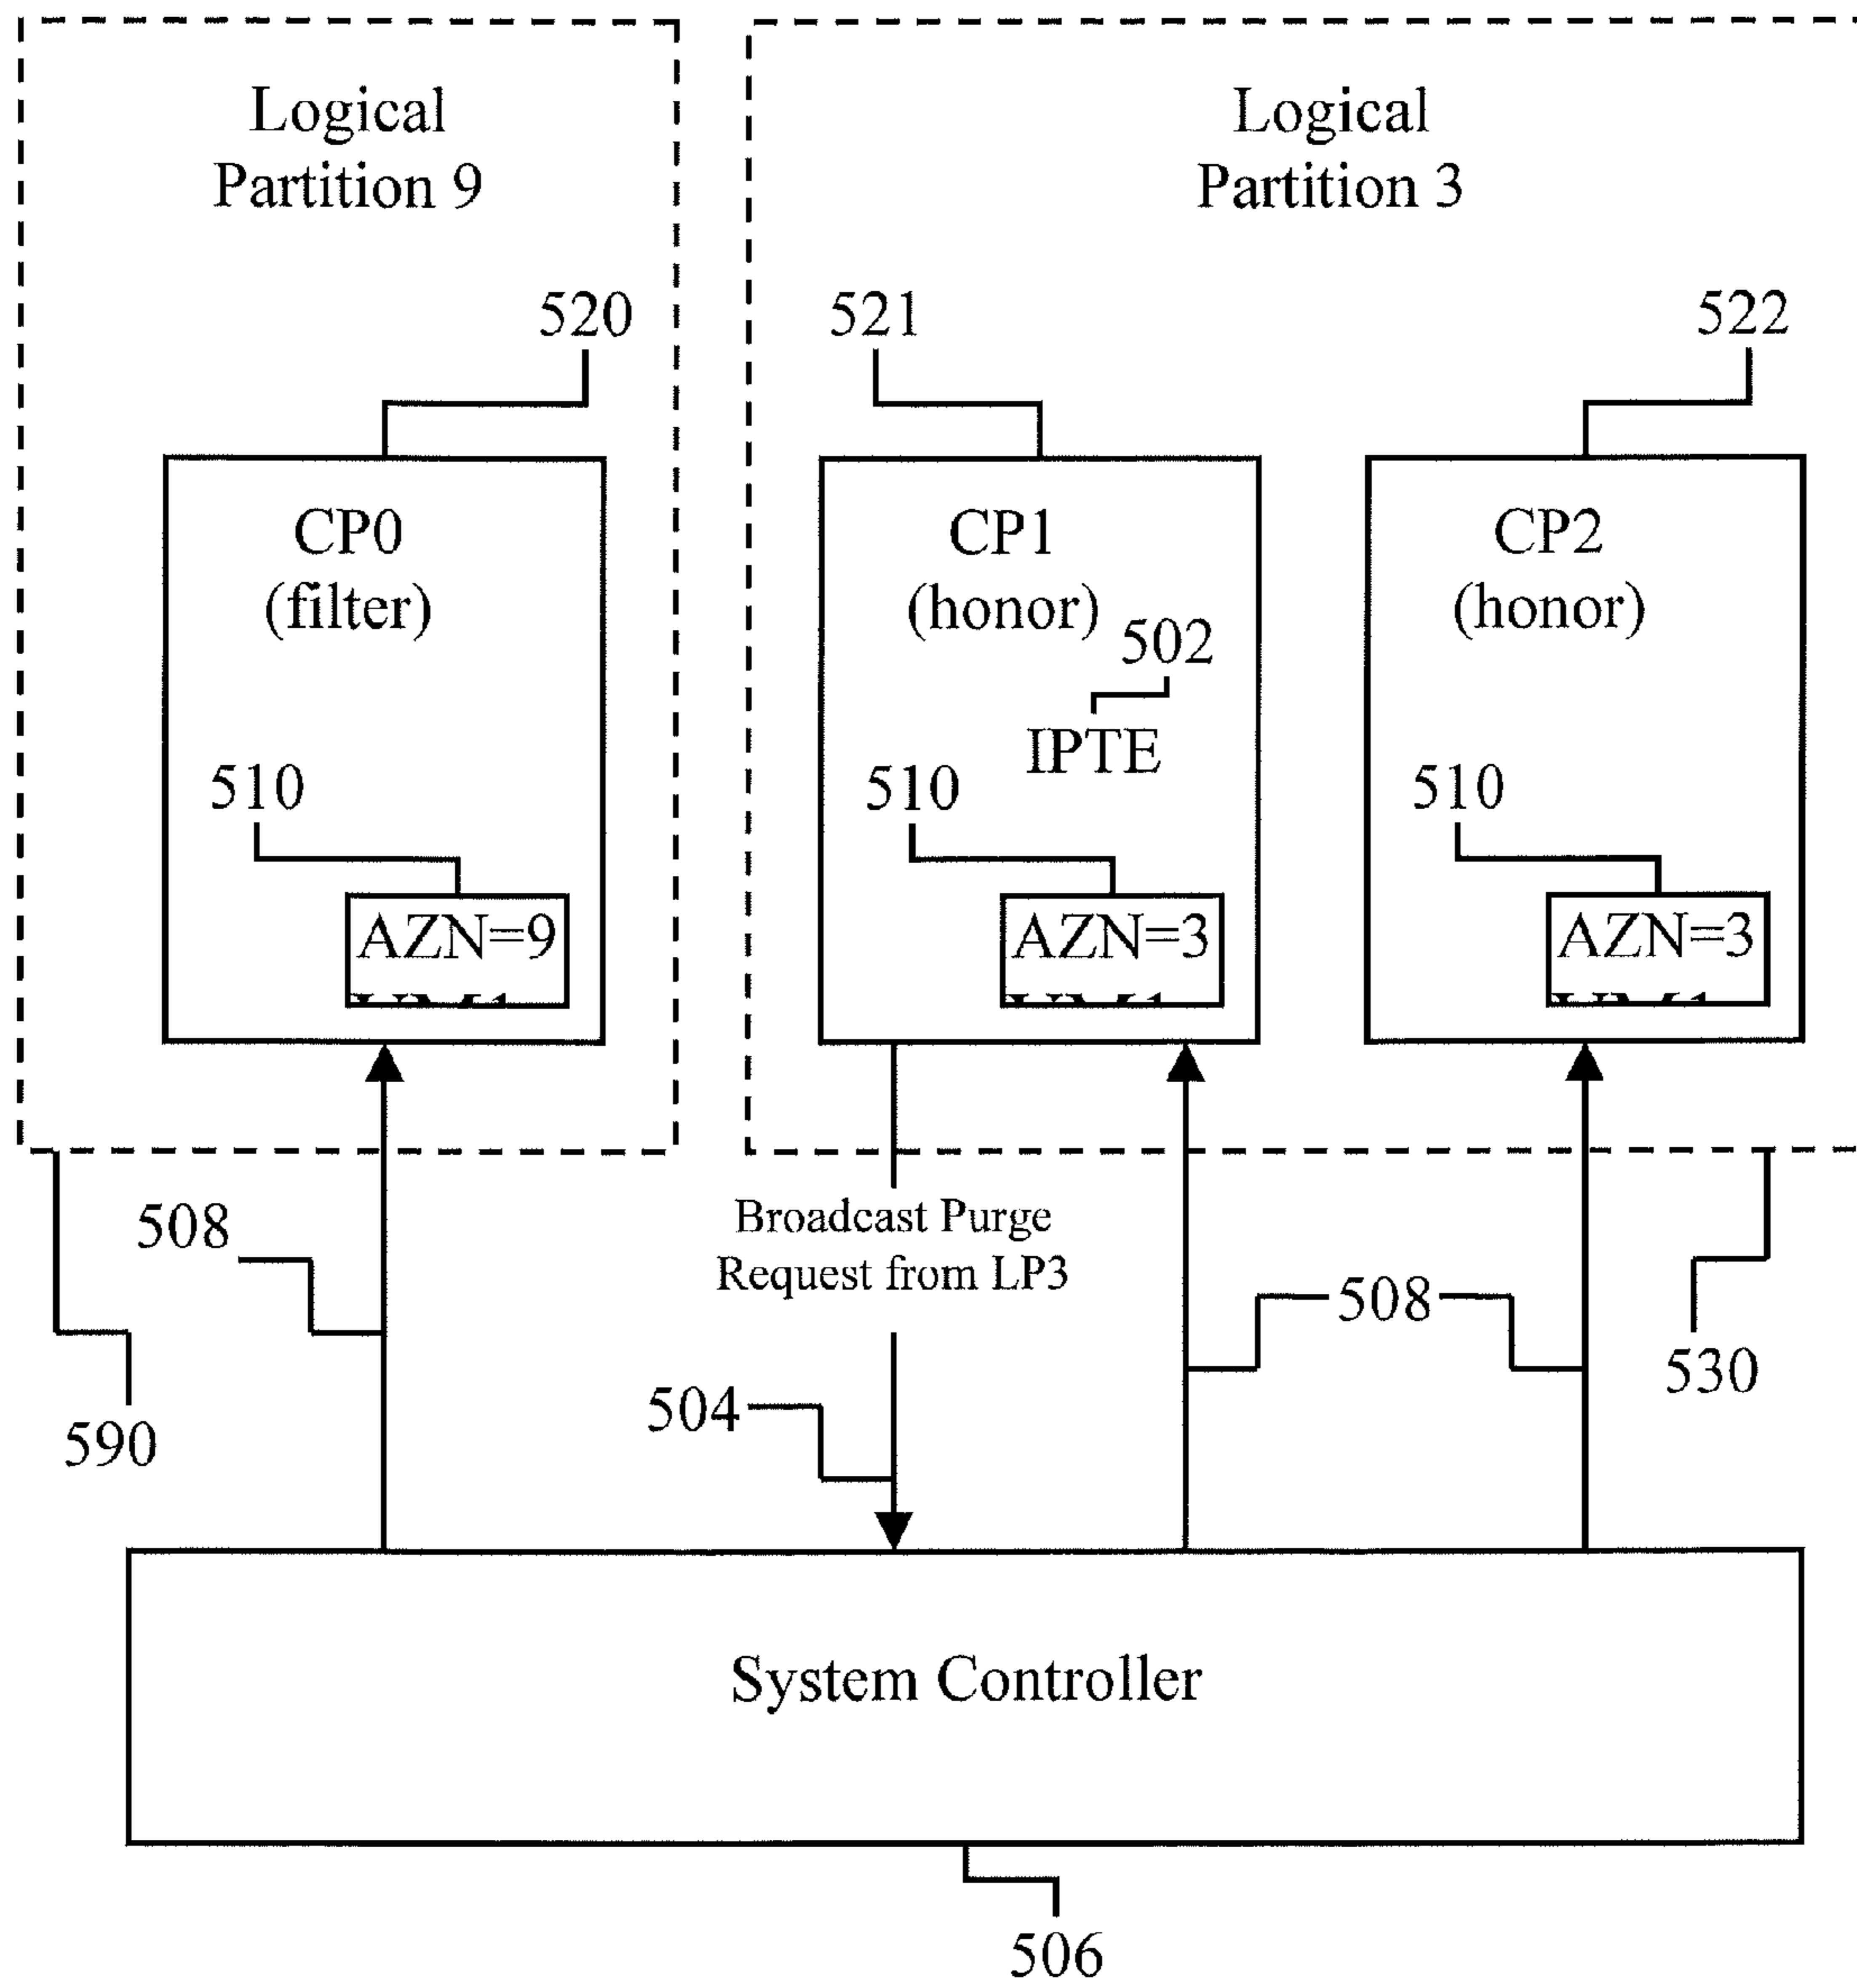 Logical
Partition 9
Logical
Partition 3
520
521
522
CP0
(filter)
CP1
(honor)
CP2
(honor)
502
IPTE
510
510
510
AZN=9
AZN=3
AZN=3
508
Broadcast Purge
Request from LP3
508
530
504
590
System Controller
506